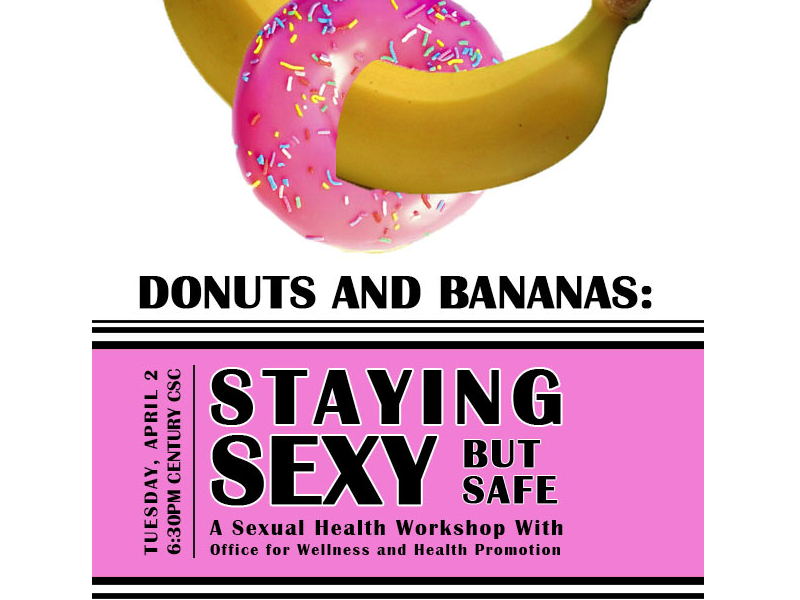 DONUTS AND BANANAS:
TUESDAY, APRIL 2
6:30PM CENTURY CSC
STAYING
SEXY BUT
SAFE
A Sexual Health Workshop With
Office for Wellness and Health Promotion